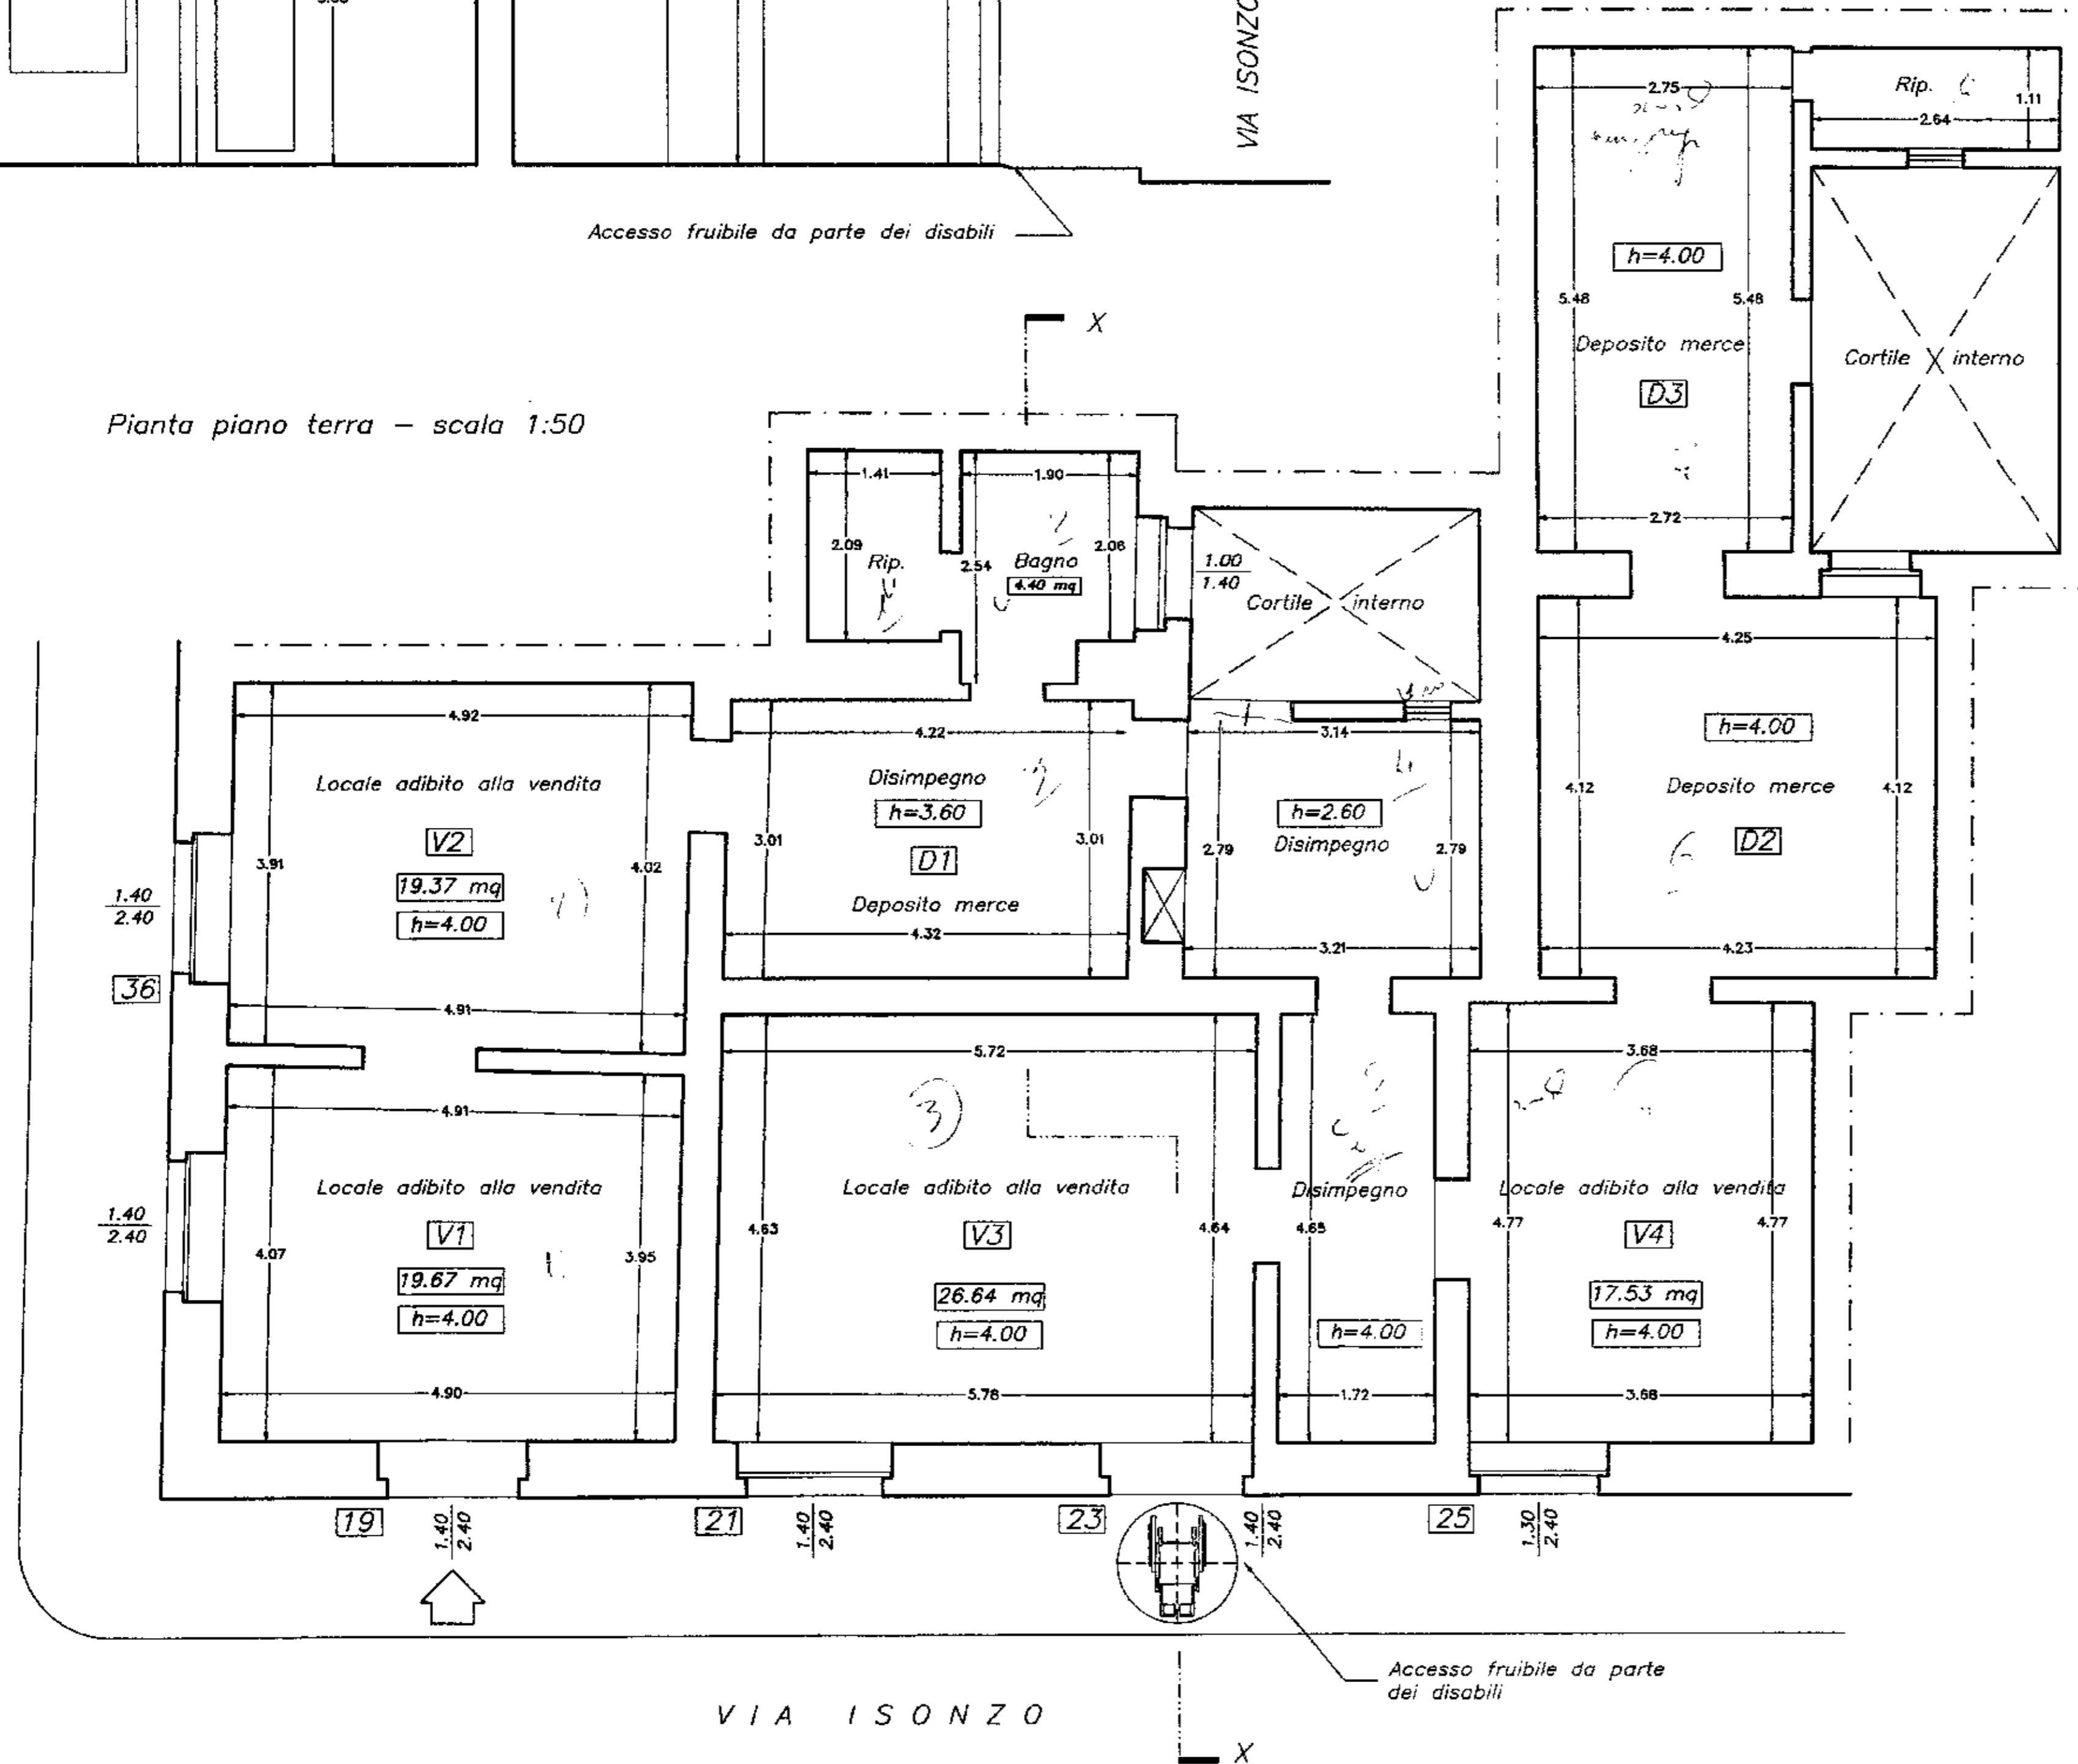 VIA ISONZO
Accesso fruibile da parte dei disabili
Pianta piano terra – scala 1:50
X
2.75
Rip.
1.11
2.64
h=4.00
5.48
5.48
Deposito merce
D3
Cortile interno
2.72
1.41
1.90
2.09
Rip.
2.54
Bagno
4.40 mq
2.06
1.00
1.40
Cortile interno
4.92
Locale adibito alla vendita
V2
19.37 mq
h=4.00
3.91
4.02
4.91
1.40
2.40
36
4.22
Disimpegno
h=3.60
D1
Deposito merce
3.01
3.01
4.32
3.14
h=2.60
Disimpegno
2.79
2.79
3.21
4.25
h=4.00
Deposito merce
D2
4.12
4.12
4.23
4.91
Locale adibito alla vendita
V1
19.67 mq
h=4.00
4.07
3.95
4.90
1.40
2.40
5.72
3
Locale adibito alla vendita
V3
26.64 mq
h=4.00
4.63
4.64
5.78
Disimpegno
4.65
h=4.00
1.72
3.68
Locale adibito alla vendita
V4
17.53 mq
h=4.00
4.77
4.77
3.68
19
1.40
2.40
21
1.40
2.40
23
1.40
2.40
25
1.30
2.40
Accesso fruibile da parte
dei disabili
VIA ISONZO
X